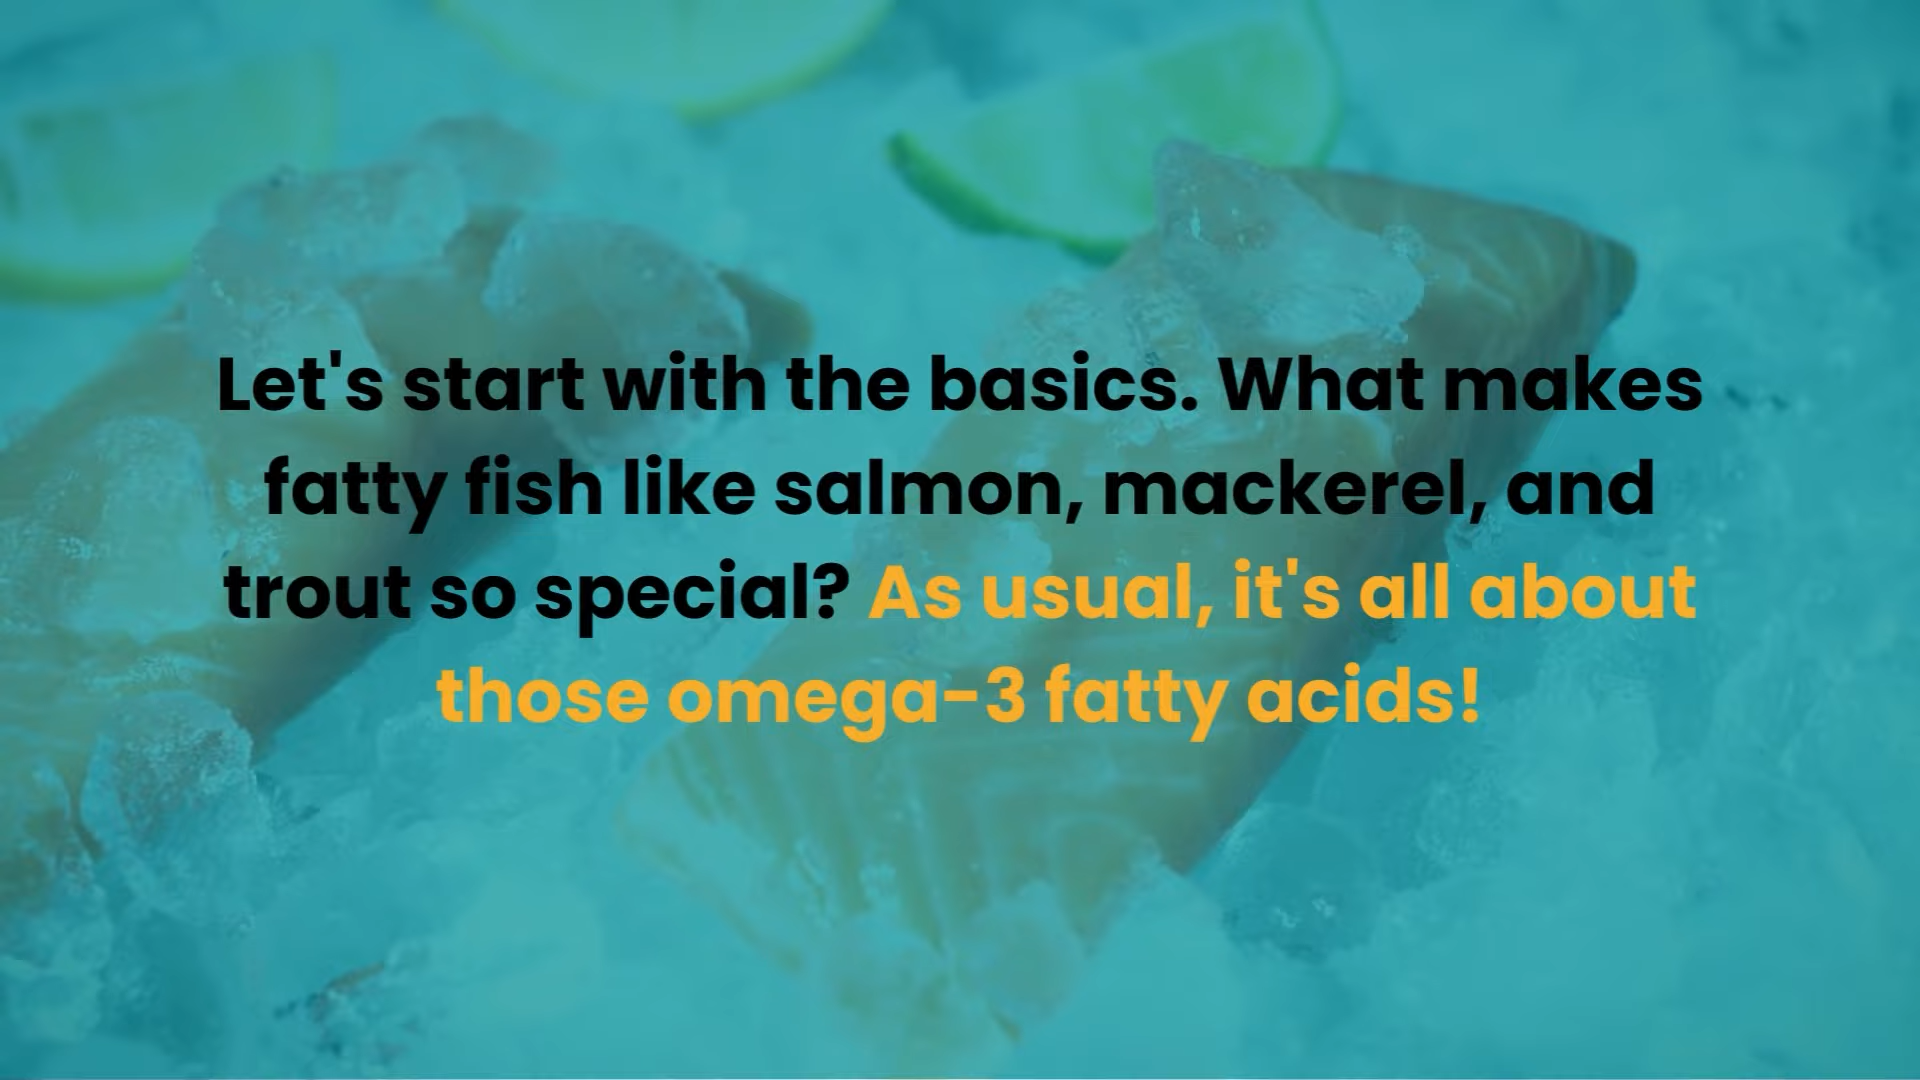 Let's start with the basics. What makes
fatty fish like salmon, mackerel, and
trout so special? As usual, it's all about
those omega-3 fatty acids!